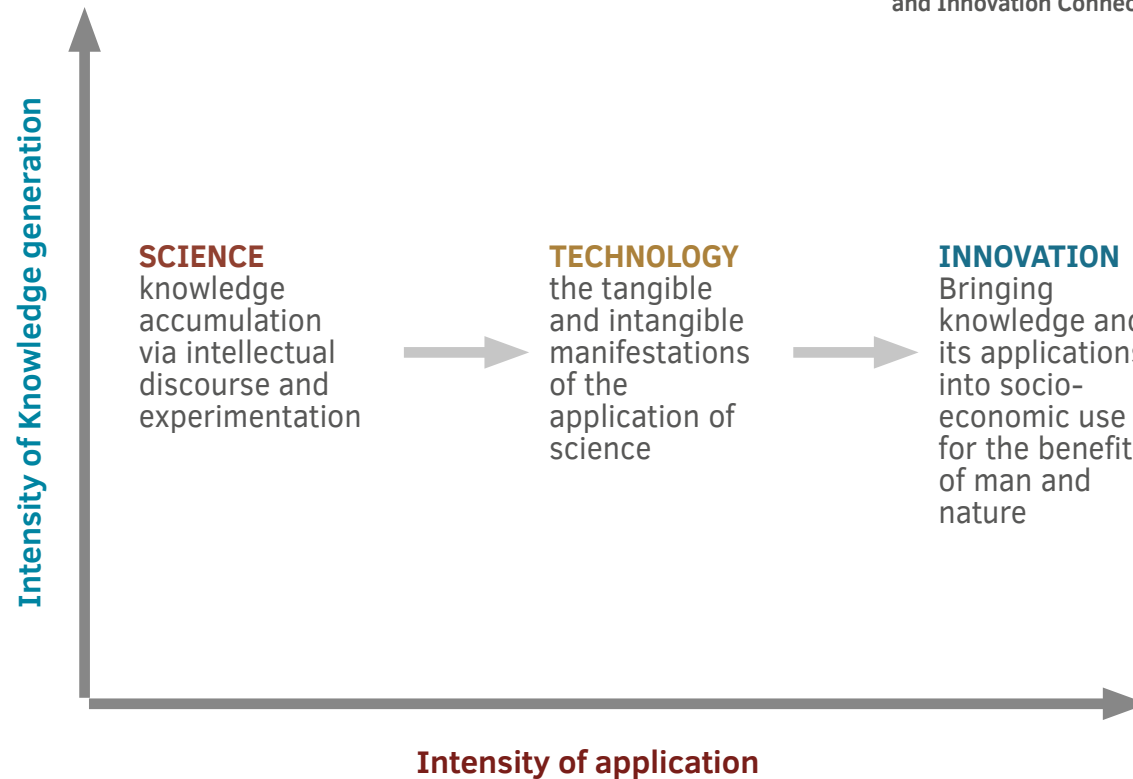 and Innovation Connec
Intensity of Knowledge generation
SCIENCE
knowledge
accumulation
via intellectual
discourse and
experimentation
TECHNOLOGY
the tangible
and intangible
manifestations
of the
application of
science
INNOVATION
Bringing
knowledge and
its applications
into socio-
economic use
for the benefit
of man and
nature
Intensity of application